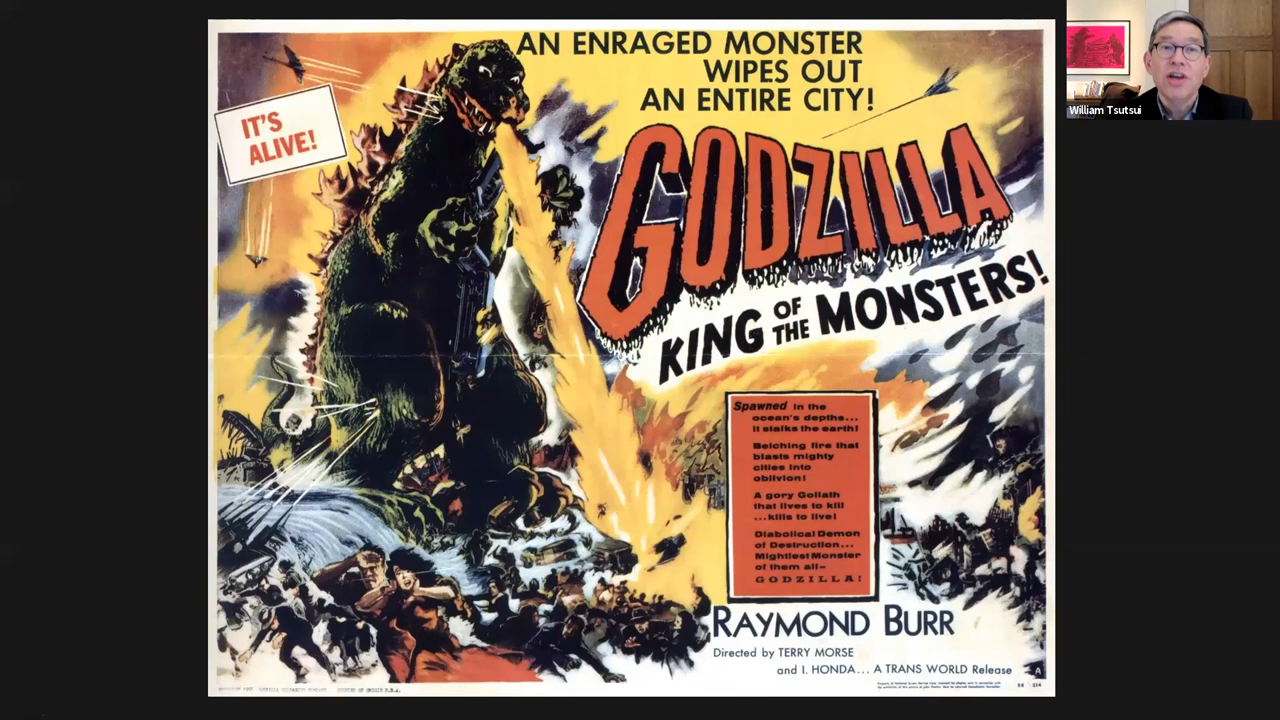 AN ENRAGED MONSTER
WIPES OUT
AN ENTIRE CITY!
IT'S
ALIVE!
GODZILLA
KING OF THE MONSTERS!
Spawned in the
ocean's depths...
it stalks the earth!
Belching fire that
blasts mighty
cities into
oblivion!
A gory Goliath
that lives to kill
...kills to live!
Diabolical Demon
of Destruction...
Mightiest Monster
of them all–
GODZILLA!
RAYMOND BURR
Directed by TERRY MORSE
and I. HONDA... A TRANS WORLD Release
William Tsutsui